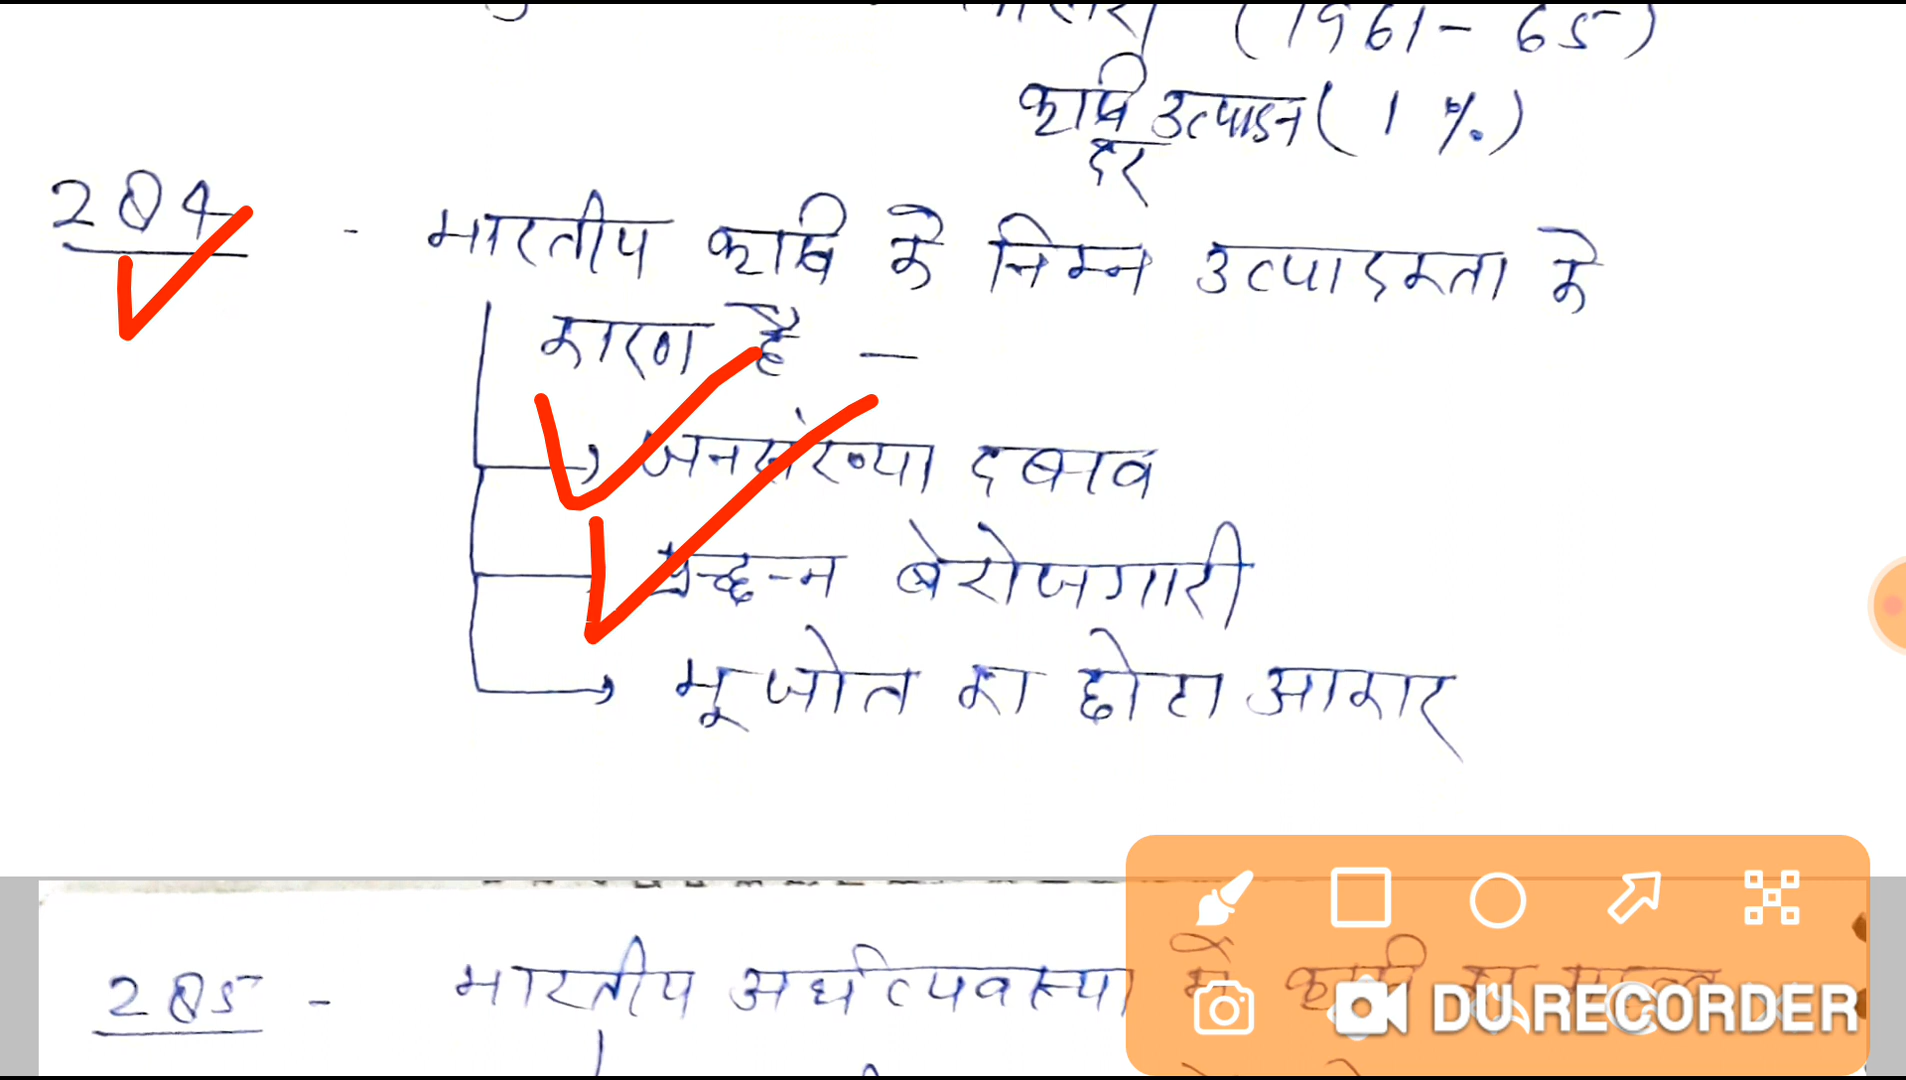 (1961- 65)
कृषि उत्पादन ( 1 %)
दर
204 - भारतीय कृषि के निम्न उत्पादकता के
कारण है -
जनसंख्या दबाव
प्रच्छन्न बेरोजगारी
भू जोत का छोटा आकार
205 - भारतीय अर्थव्यवस्था में कृषि का महत्व
DU RECORDER